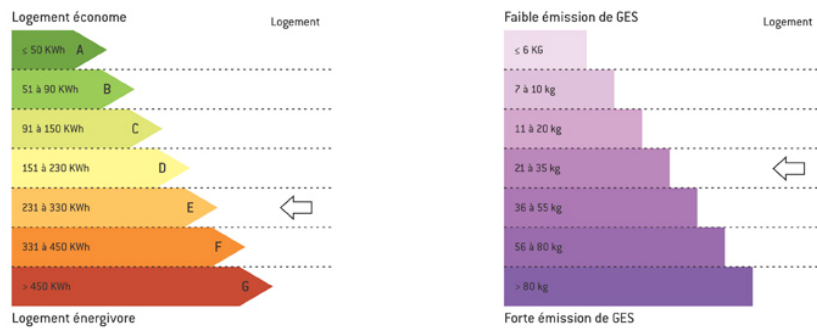 Logement économe
Logement
≤ 50 KWh A
51 à 90 KWh B
91 à 150 KWh C
151 à 230 KWh D
231 à 330 KWh E
331 à 450 KWh F
> 450 KWh G
Logement énergivore
Faible émission de GES
Logement
≤ 6 KG
7 à 10 kg
11 à 20 kg
21 à 35 kg
36 à 55 kg
56 à 80 kg
> 80 kg
Forte émission de GES